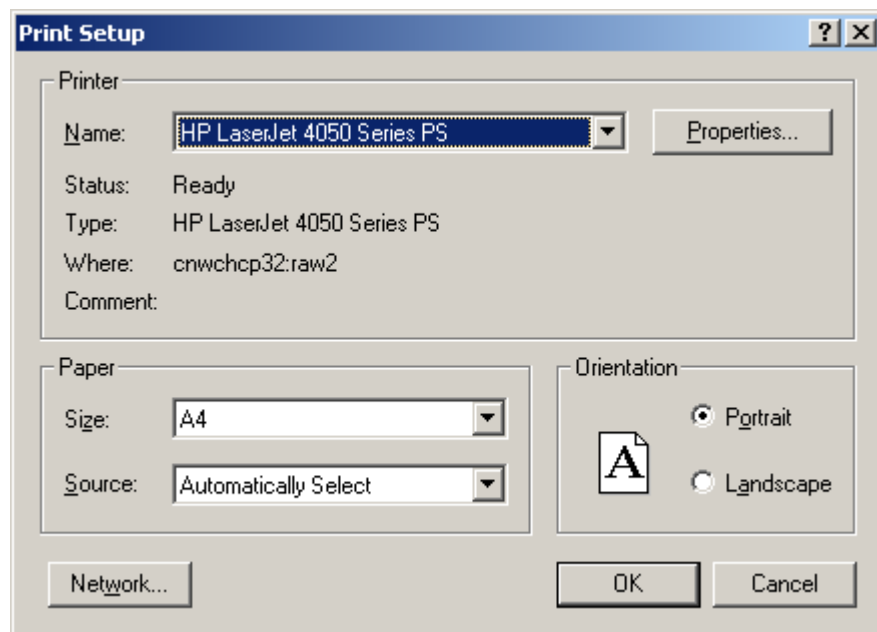 Print Setup
Printer
Name: HP LaserJet 4050 Series PS Properties...
Status: Ready
Type: HP LaserJet 4050 Series PS
Where: cnwchcp32:raw2
Comment:
Paper
Size: A4
Source: Automatically Select
Orientation
A
Portrait
Landscape
Network... OK Cancel